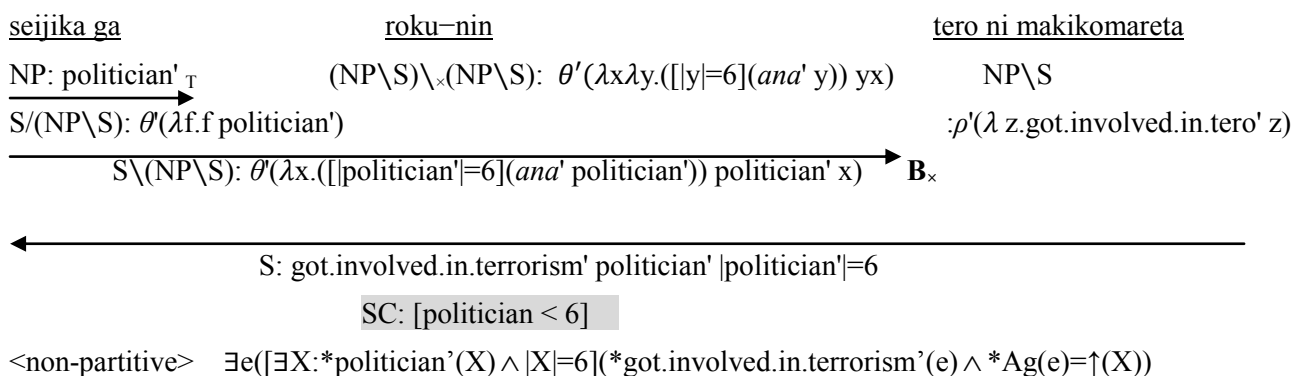 seijika ga roku−nin tero ni makikomareta
NP: politician' T (NP\S)\×(NP\S): θ′(λxλy.([|y|=6](ana' y)) yx) NP\S
S/(NP\S): θ'(λf.f politician') :ρ'(λ z.got.involved.in.tero' z)
S\(NP\S): θ'(λx.([|politician'|=6](ana' politician')) politician' x) B×
S: got.involved.in.terrorism' politician' |politician'|=6
SC: [politician < 6]
<non-partitive> ∃e([∃X:*politician’(X) ∧ |X|=6](*got.involved.in.terrorism’(e) ∧ *Ag(e)=↑(X))